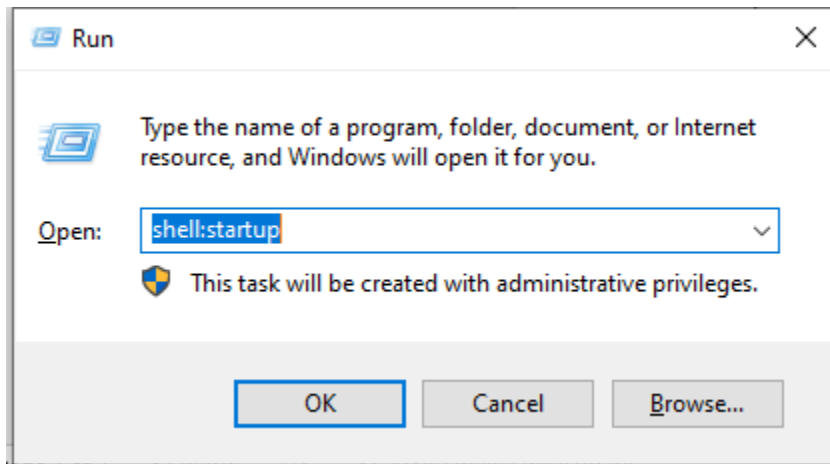 Run
Type the name of a program, folder, document, or Internet
resource, and Windows will open it for you.
Open: shell:startup
This task will be created with administrative privileges.
OK Cancel Browse...